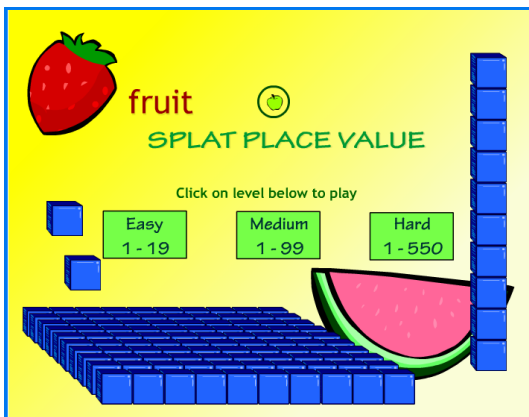 fruit
SPLAT PLACE VALUE
Click on level below to play
Easy
1 - 19
Medium
1 - 99
Hard
1 - 550